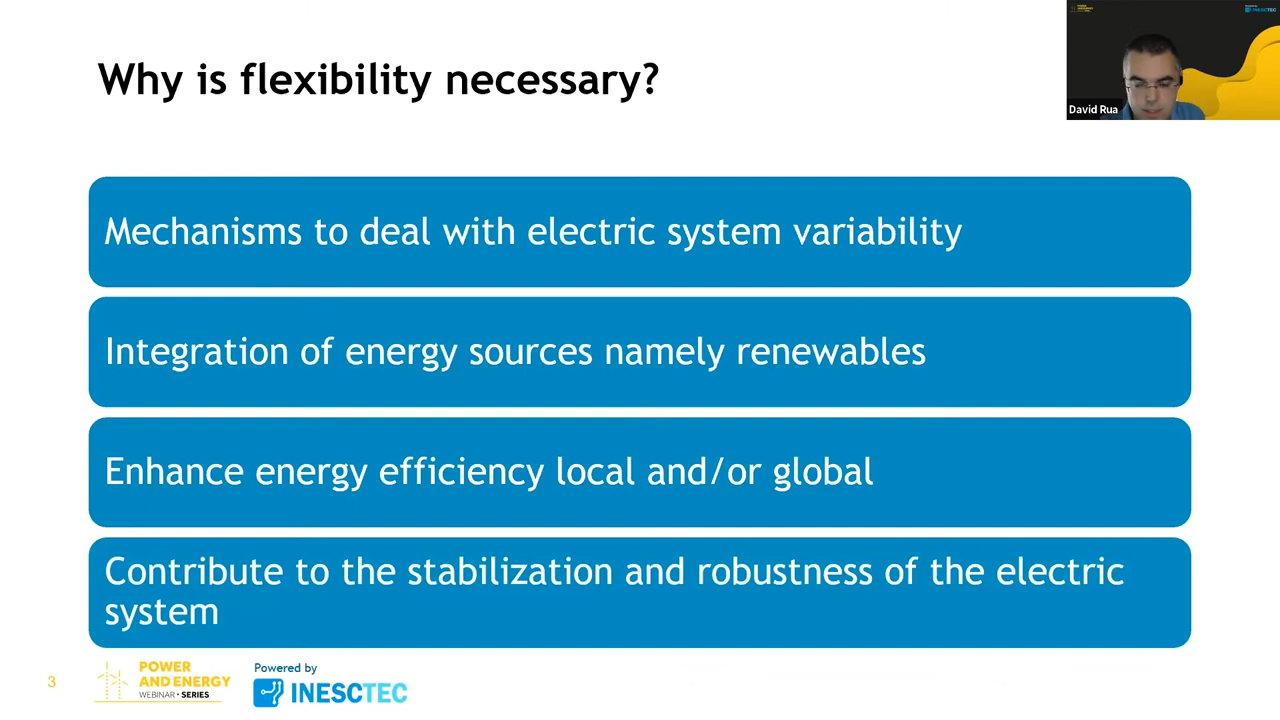 Why is flexibility necessary?
David Rua
Mechanisms to deal with electric system variability
Integration of energy sources namely renewables
Enhance energy efficiency local and/or global
Contribute to the stabilization and robustness of the electric
system
3
POWER
AND ENERGY
WEBINAR • SERIES
Powered by
INESCTEC
INESCTEC